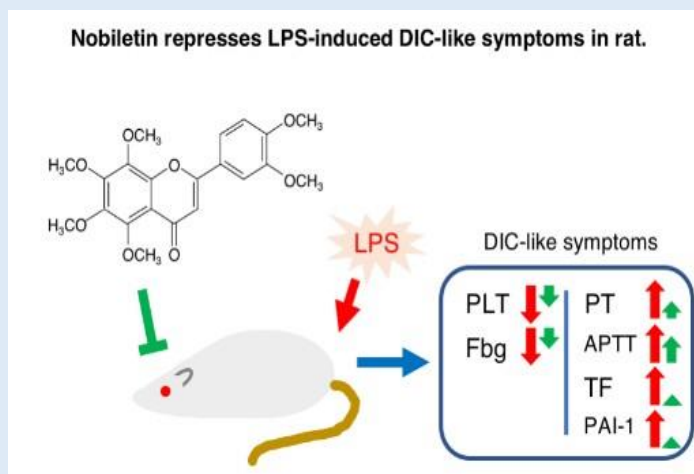 Nobiletin represses LPS-induced DIC-like symptoms in rat.
OCH₃
OCH₃
H₃CO
O
OCH₃
H₃CO
OCH₃ O
LPS
DIC-like symptoms
PLT
Fbg
PT
APTT
TF
PAI-1